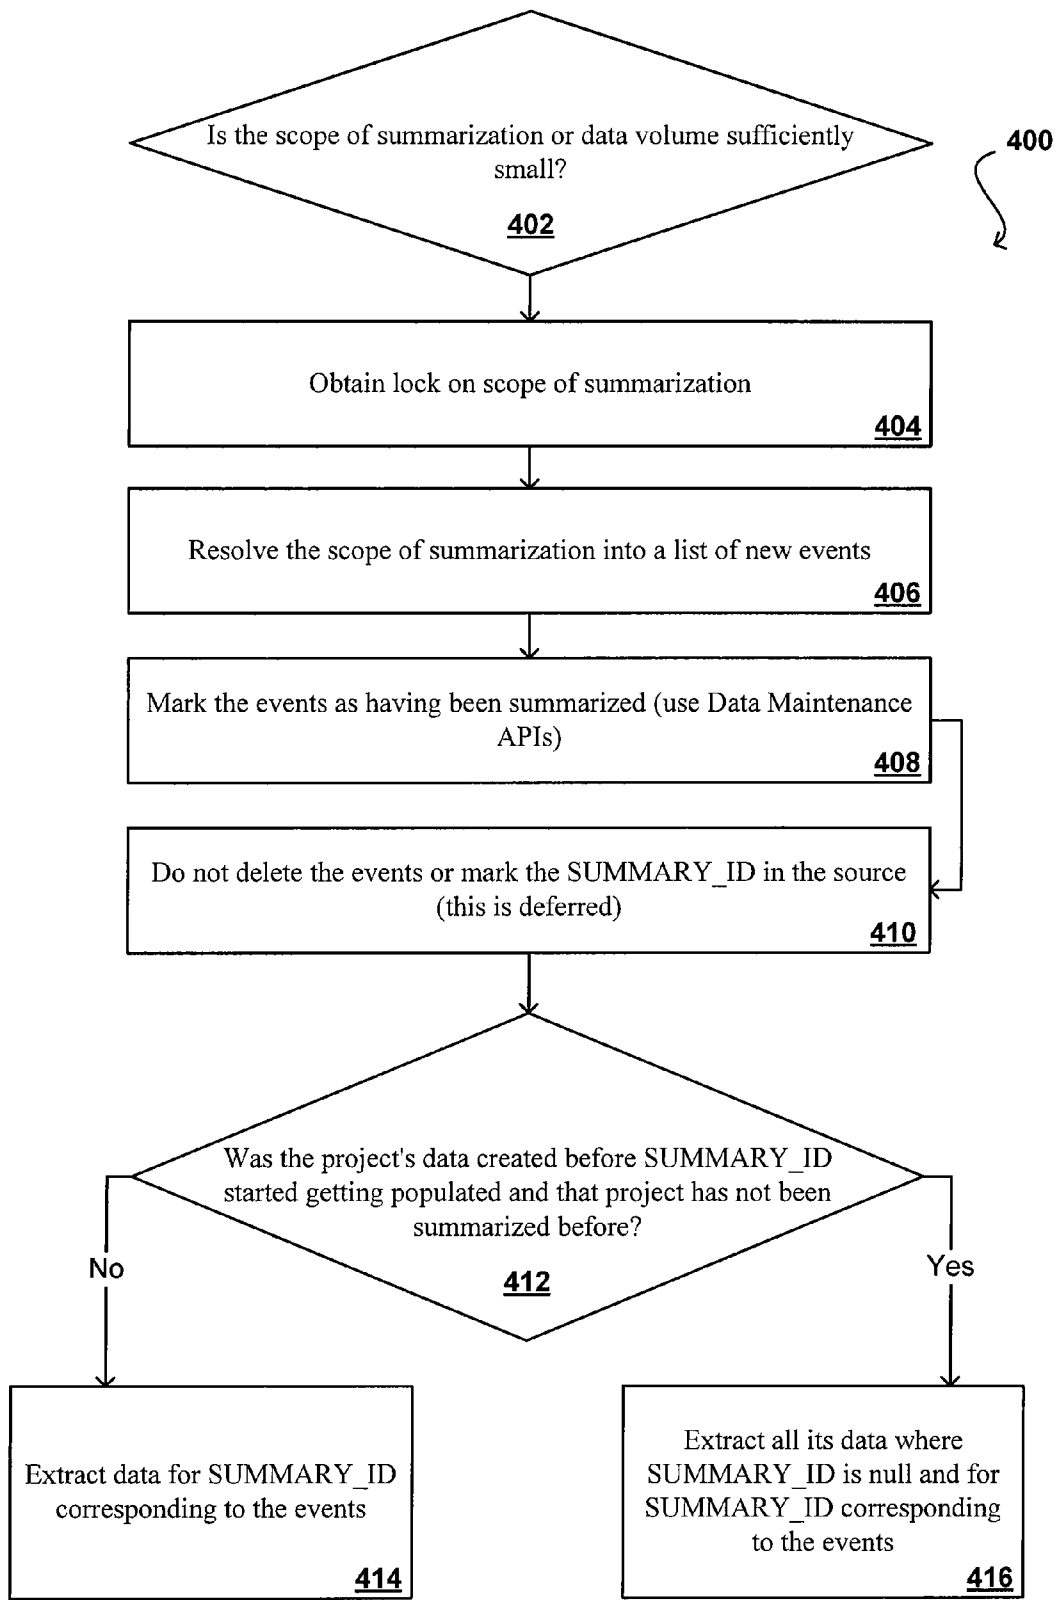 Is the scope of summarization or data volume sufficiently
small?
402
400
Obtain lock on scope of summarization
404
Resolve the scope of summarization into a list of new events
406
Mark the events as having been summarized (use Data Maintenance
APIs)
408
Do not delete the events or mark the SUMMARY_ID in the source
(this is deferred)
410
Was the project's data created before SUMMARY_ID
started getting populated and that project has not been
summarized before?
412
No
Yes
Extract data for SUMMARY_ID
corresponding to the events
414
Extract all its data where
SUMMARY_ID is null and for
SUMMARY_ID corresponding
to the events
416